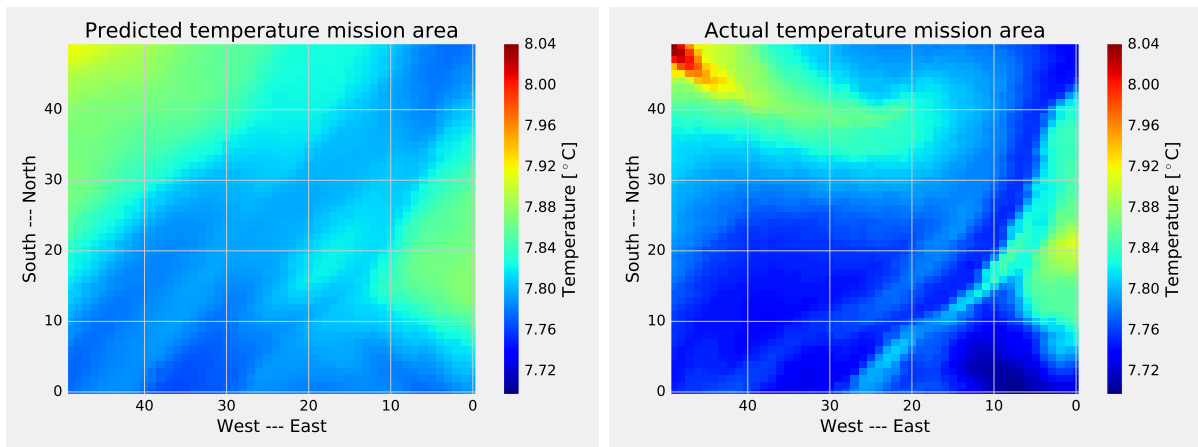 Predicted temperature mission area
8.04
8.00
7.96
7.92
7.88
7.84
7.80
7.76
7.72
Temperature [°C]
South --- North
40
30
20
10
0
40 30 20 10 0
West --- East
Actual temperature mission area
8.04
8.00
7.96
7.92
7.88
7.84
7.80
7.76
7.72
Temperature [°C]
South --- North
40
30
20
10
0
40 30 20 10 0
West --- East